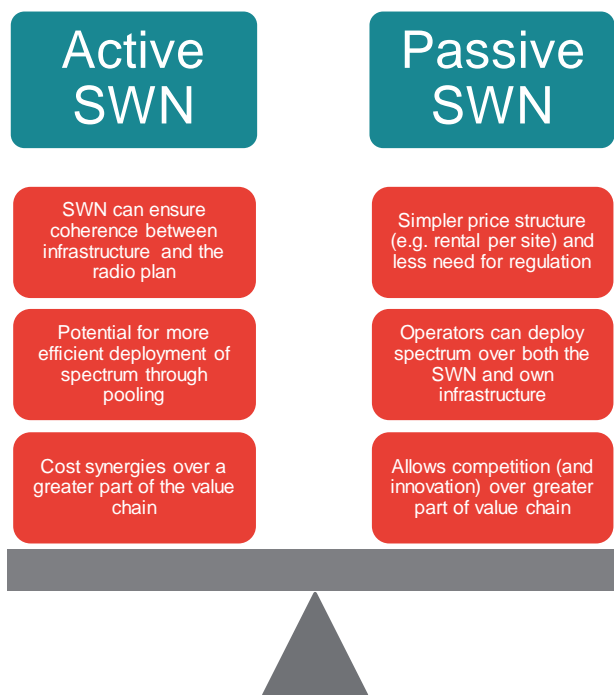 Active
SWN
Passive
SWN
SWN can ensure
coherence between
infrastructure and the
radio plan
Simpler price structure
(e.g. rental per site) and
less need for regulation
Potential for more
efficient deployment of
spectrum through
pooling
Operators can deploy
spectrum over both the
SWN and own
infrastructure
Cost synergies over a
greater part of the value
chain
Allows competition (and
innovation) over greater
part of value chain